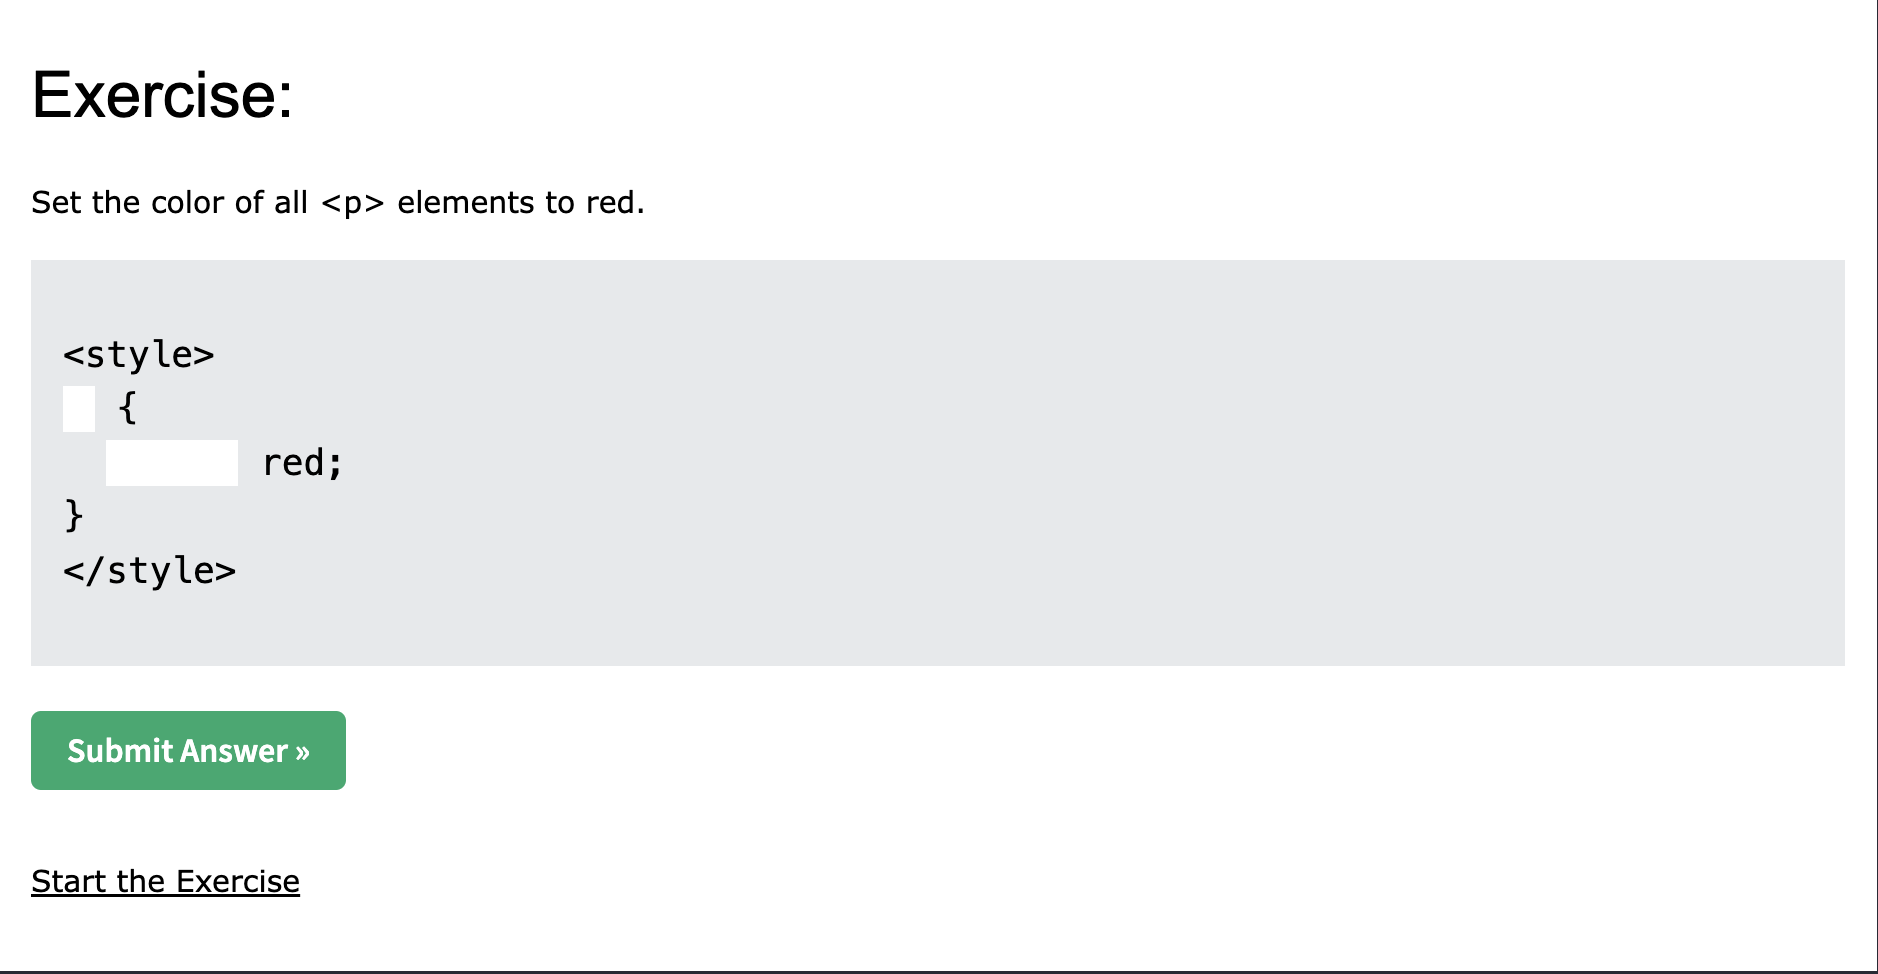 Exercise:
Set the color of all <p> elements to red.
<style>
{
red;
}
</style>
Submit Answer »
Start the Exercise